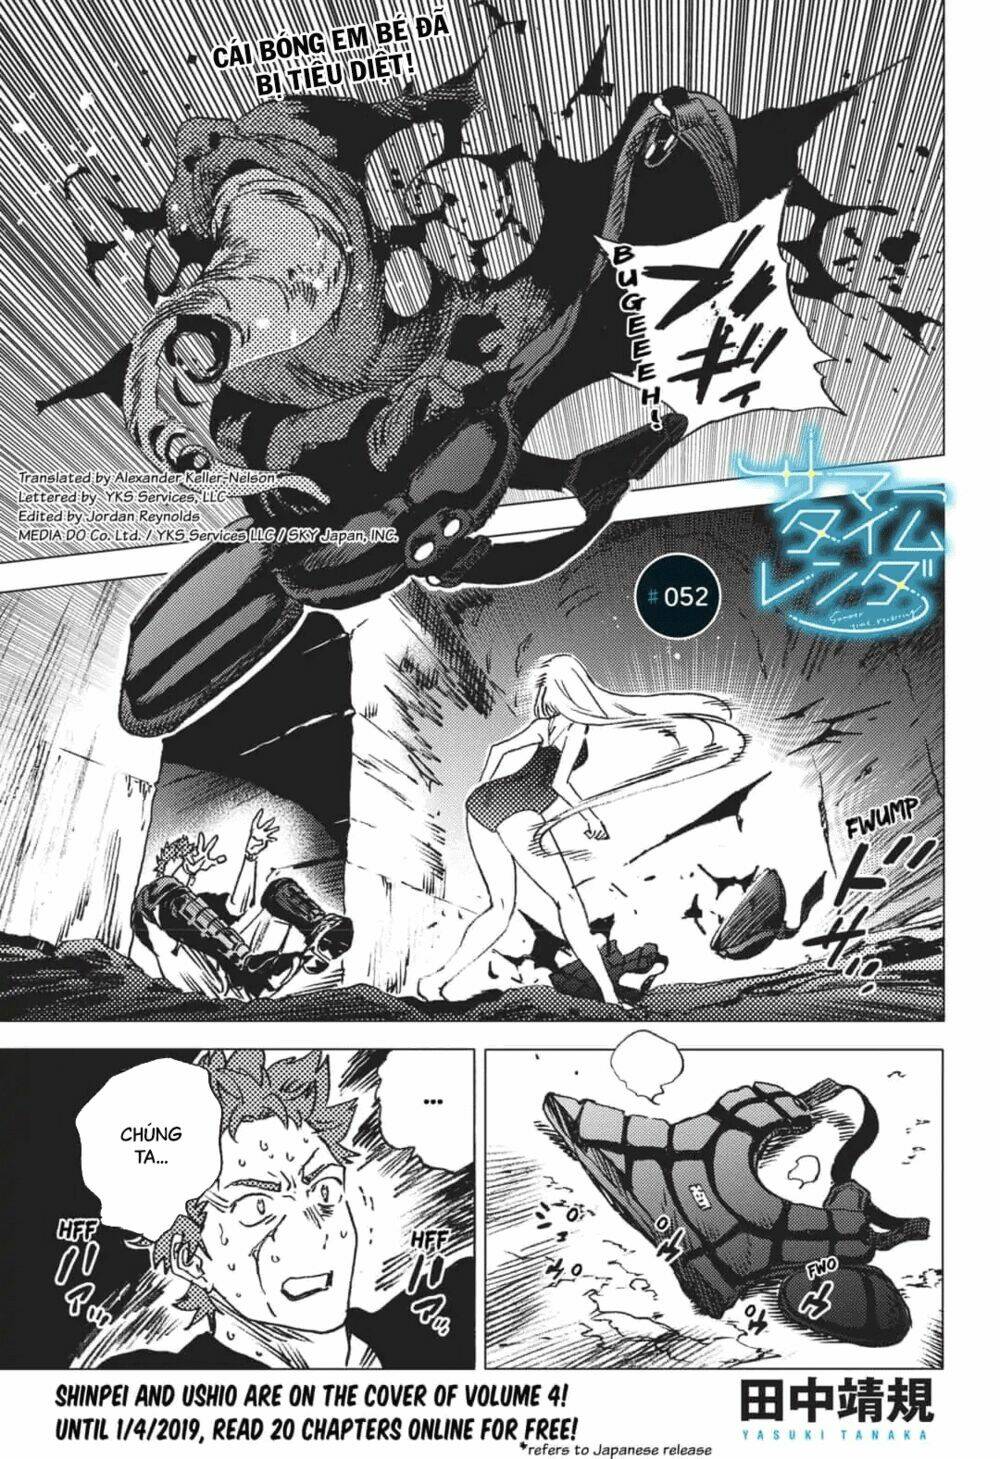 CÁI BÓNG EM BÉ ĐÃ
BỊ TIÊU DIỆT!
BUGEEEH!
Translated by Alexander Keller-Nelson
Lettered by YKS Services, LLC
Edited by Jordan Reynolds
MEDIA DO Co. Ltd. / YKS Services LLC / SKY Japan, INC.
サマー
タイム
レンダ
Summer time rendering
#052
FWUMP
ドサッ
...
CHÚNG
TA...
HFF
HFF
FWO
SHINPEI AND USHIO ARE ON THE COVER OF VOLUME 4!
UNTIL 1/4/2019, READ 20 CHAPTERS ONLINE FOR FREE!
*refers to Japanese release
田中靖規
YASUKI TANAKA